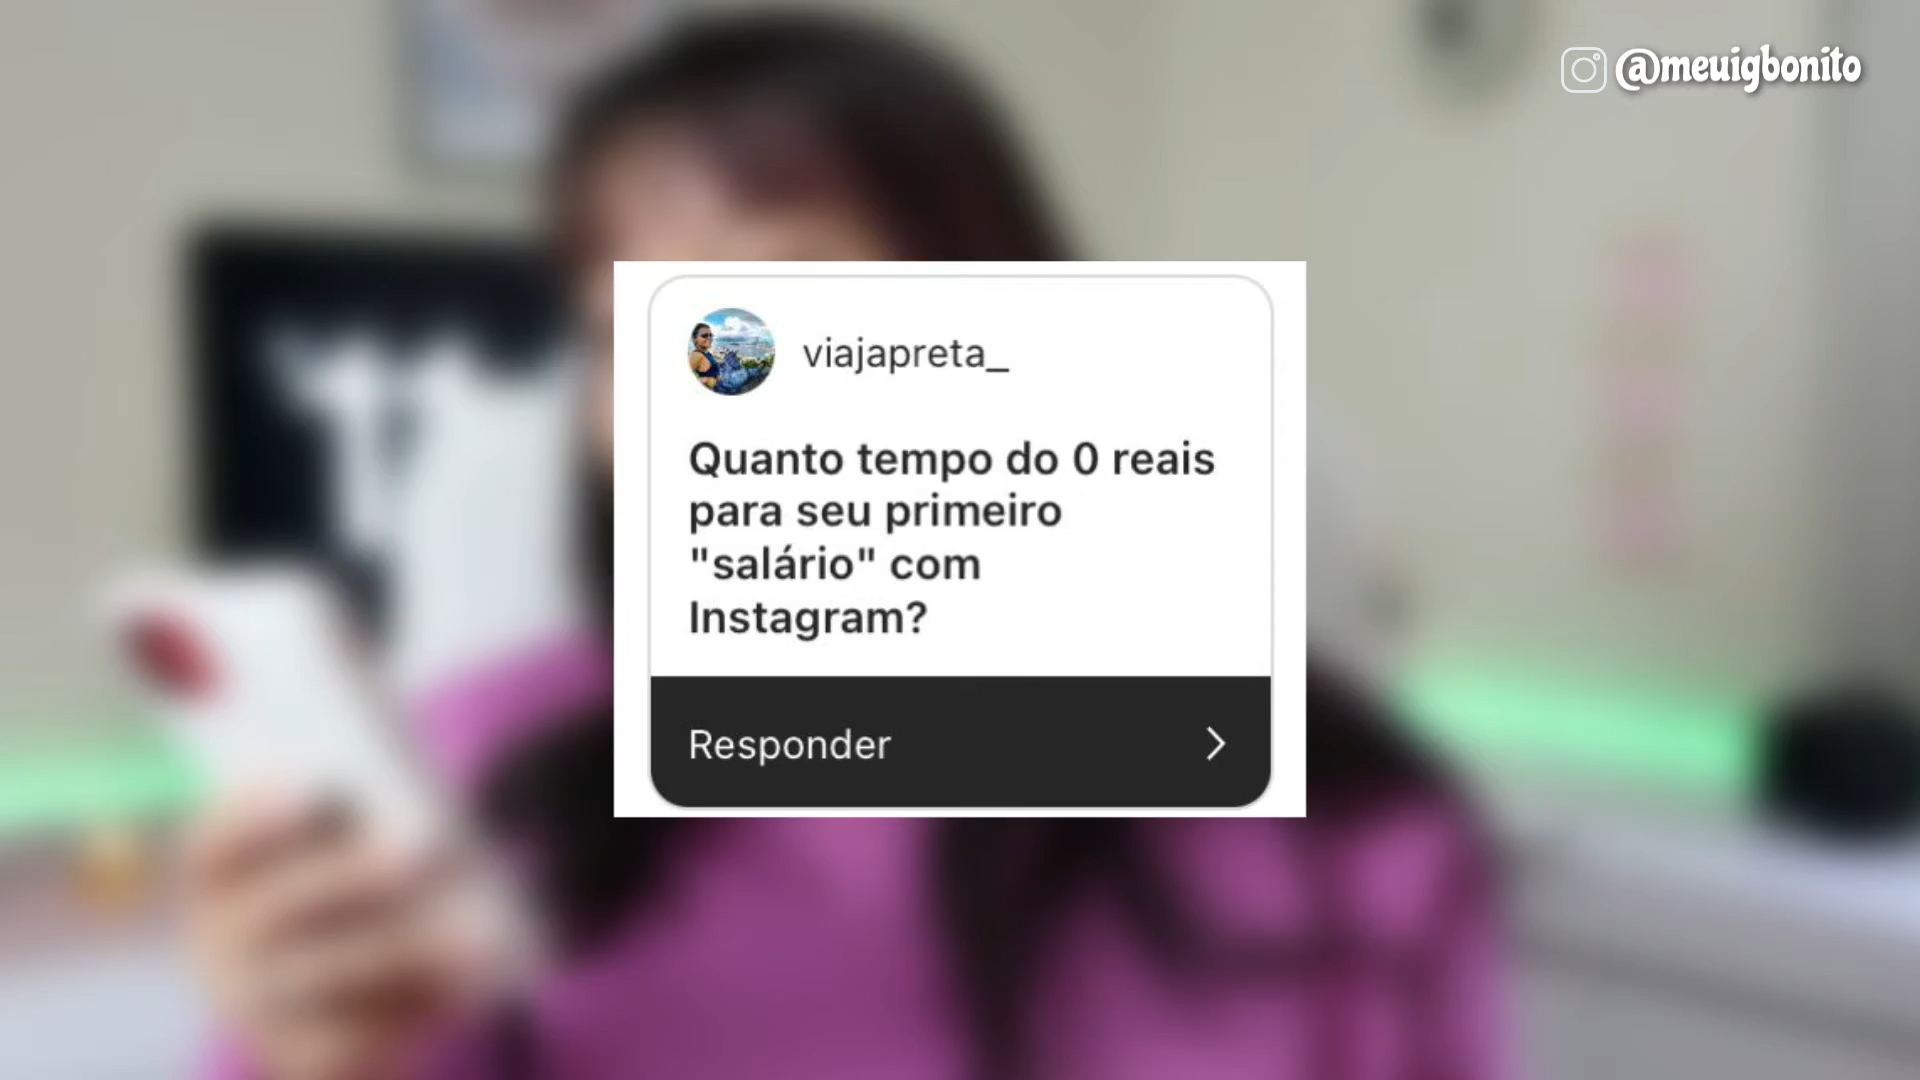 @meuigbonito
viajapreta_
Quanto tempo do 0 reais
para seu primeiro
"salário" com
Instagram?
Responder